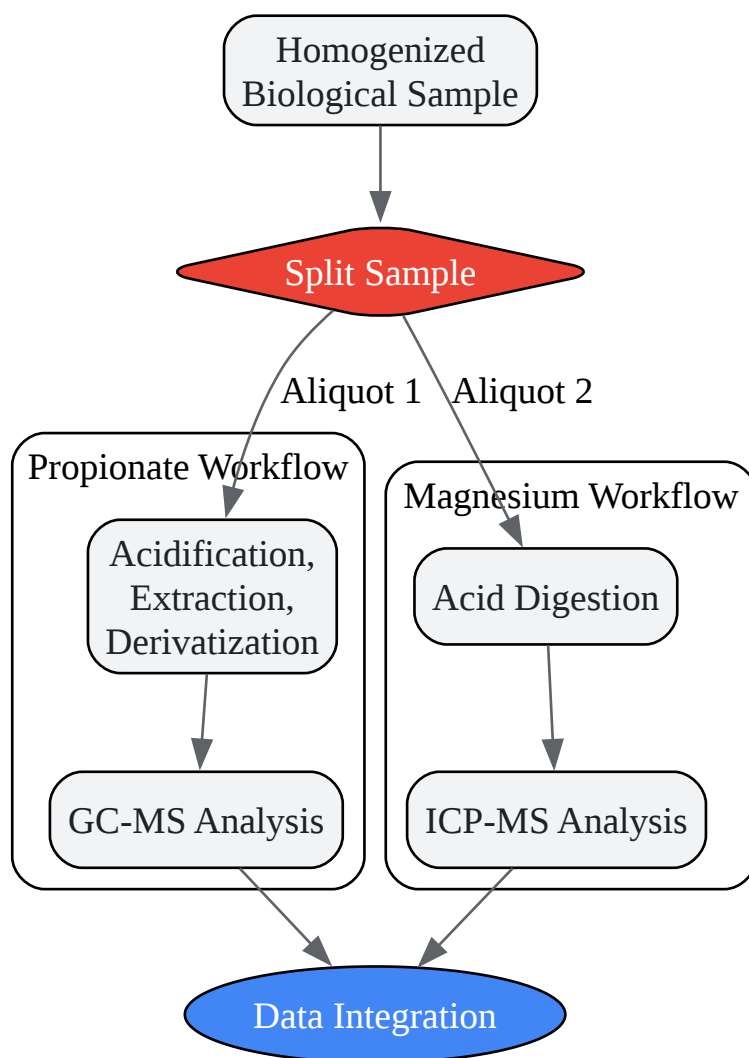 Homogenized
Biological Sample
Split Sample
Aliquot 1
Aliquot 2
Propionate Workflow
Acidification,
Extraction,
Derivatization
GC-MS Analysis
Magnesium Workflow
Acid Digestion
ICP-MS Analysis
Data Integration